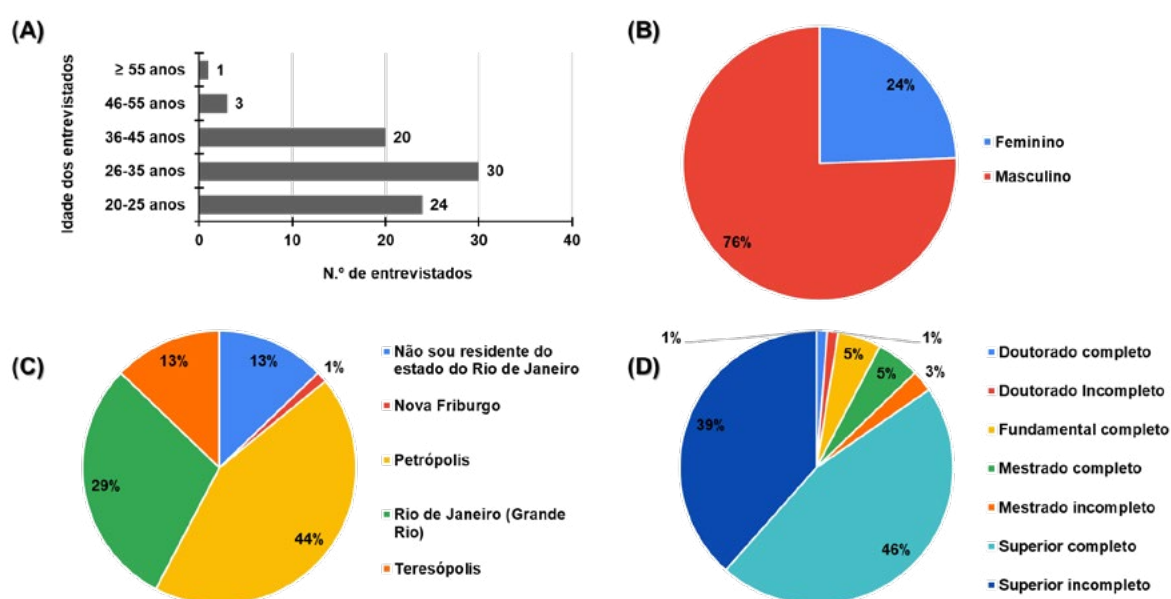 (A)
Idade dos entrevistados
≥ 55 anos
1
46-55 anos
3
36-45 anos
20
26-35 anos
30
20-25 anos
24
0 10 20 30 40
N.º de entrevistados
(B)
24%
76%
Feminino
Masculino
(C)
13%
13%
1%
29%
44%
Não sou residente do
estado do Rio de Janeiro
Nova Friburgo
Petrópolis
Rio de Janeiro (Grande
Rio)
Teresópolis
(D)
1%
1%
5%
5%
3%
39%
46%
Doutorado completo
Doutorado Incompleto
Fundamental completo
Mestrado completo
Mestrado incompleto
Superior completo
Superior incompleto